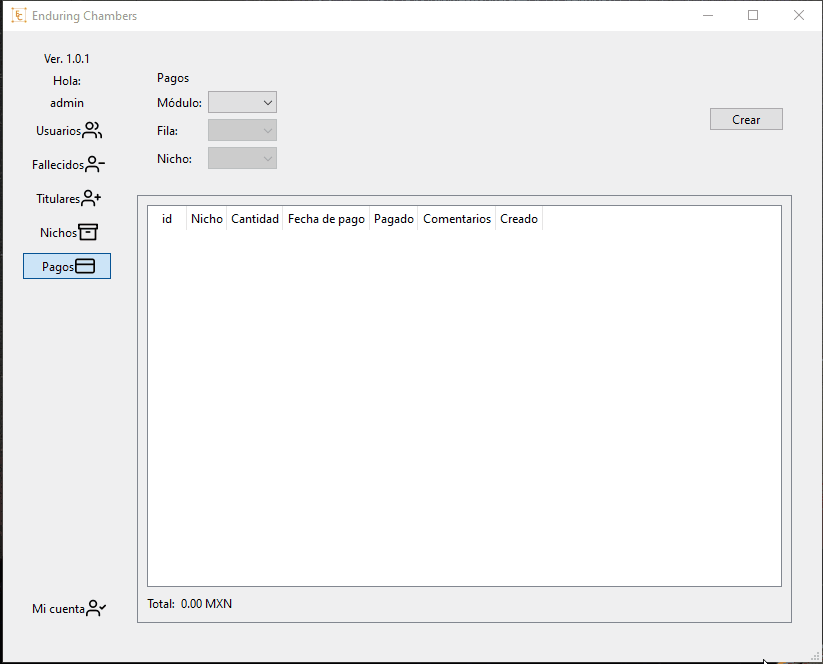 Enduring Chambers
Ver. 1.0.1
Hola:
admin
Usuarios
Fallecidos
Titulares
Nichos
Pagos
Mi cuenta
Pagos
Módulo:
Fila:
Nicho:
Crear
id Nicho Cantidad Fecha de pago Pagado Comentarios Creado
Total: 0.00 MXN